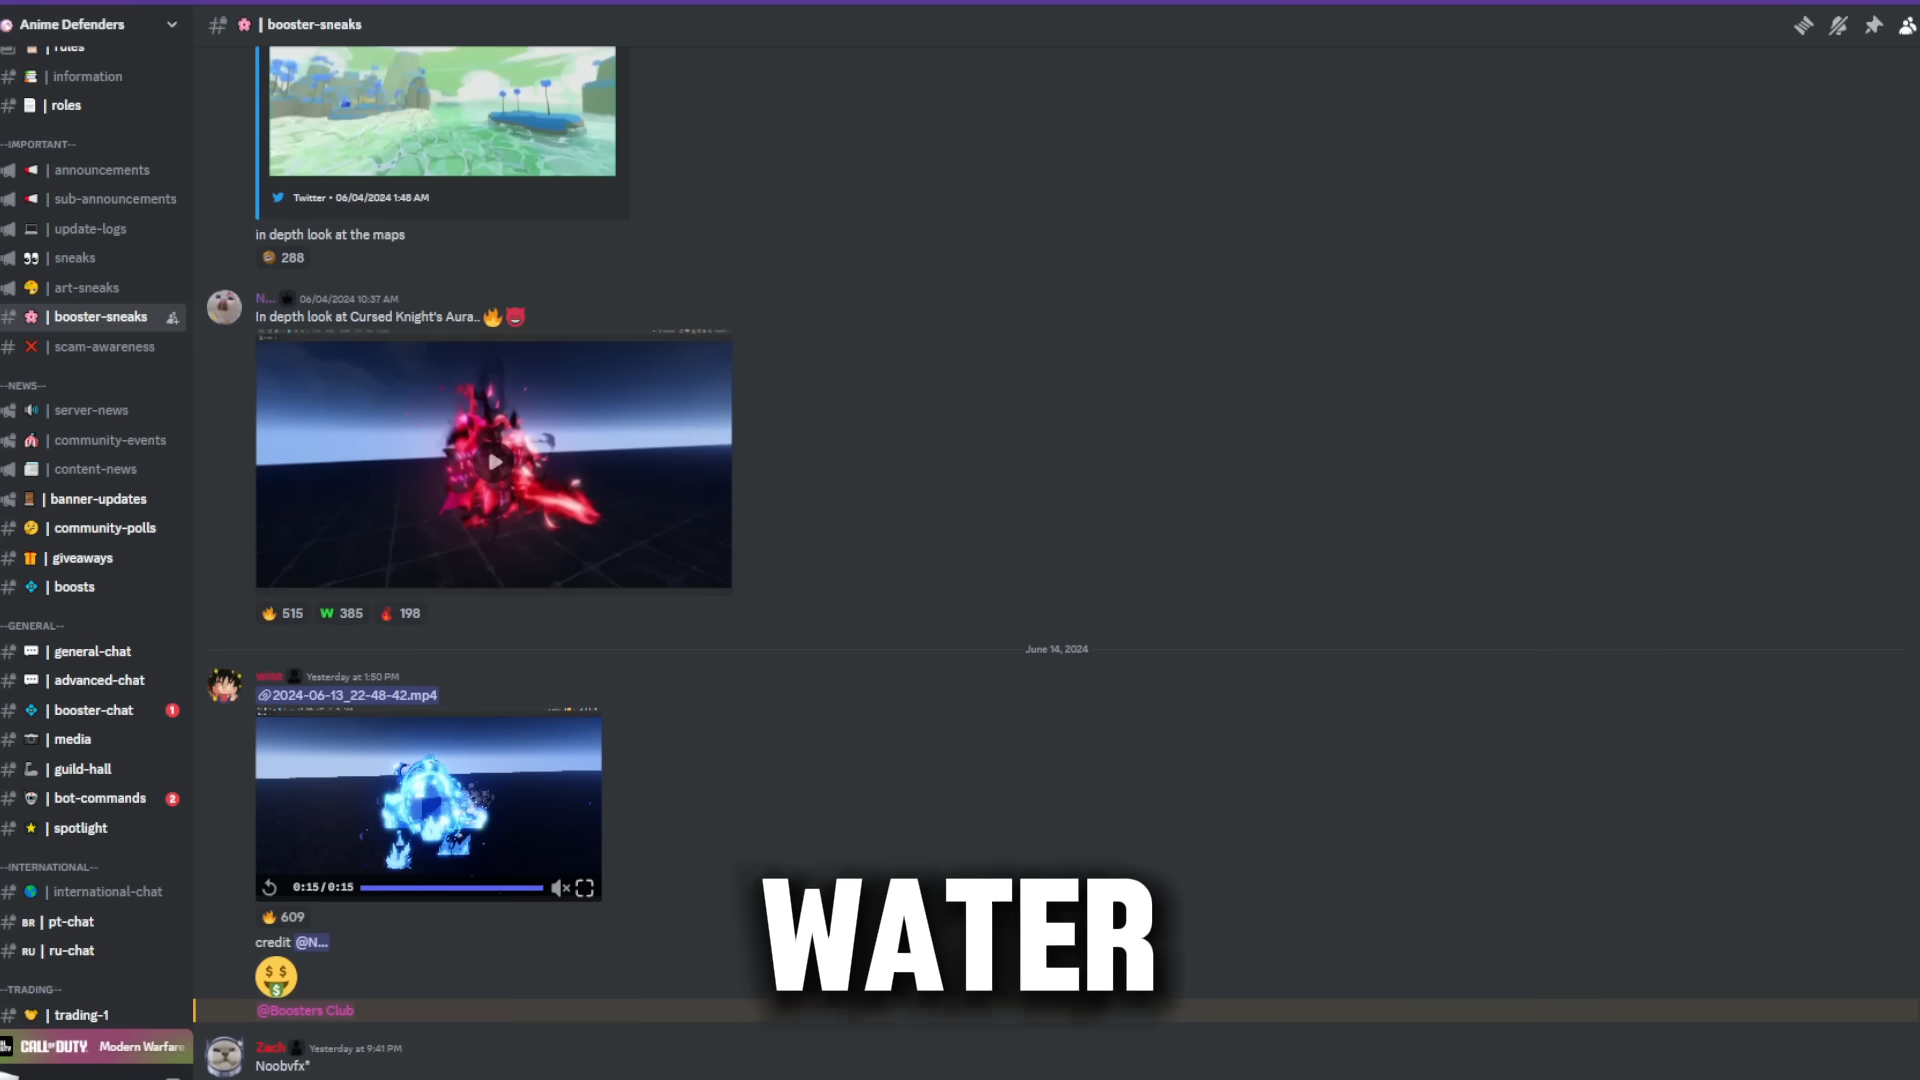 Anime Defenders
| rules
| information
| roles
--IMPORTANT--
| announcements
| sub-announcements
| update-logs
| sneaks
| art-sneaks
| booster-sneaks
| scam-awareness
--NEWS--
| server-news
| community-events
| content-news
| banner-updates
| community-polls
| giveaways
| boosts
--GENERAL--
| general-chat
| advanced-chat
| booster-chat 1
| media
| guild-hall
| bot-commands 2
| spotlight
--INTERNATIONAL--
| international-chat
BR | pt-chat
RU | ru-chat
--TRADING--
| trading-1
CALL OF DUTY Modern Warfare
| booster-sneaks
Twitter • 06/04/2024 1:48 AM
in depth look at the maps
288
N... 06/04/2024 10:37 AM
In depth look at Cursed Knight's Aura..
515 W 385 198
June 14, 2024
Yesterday at 1:50 PM
2024-06-13_22-48-42.mp4
0:15/0:15
609
credit @N...
@Boosters Club
Zach Yesterday at 9:41 PM
Noobvfx*
WATER